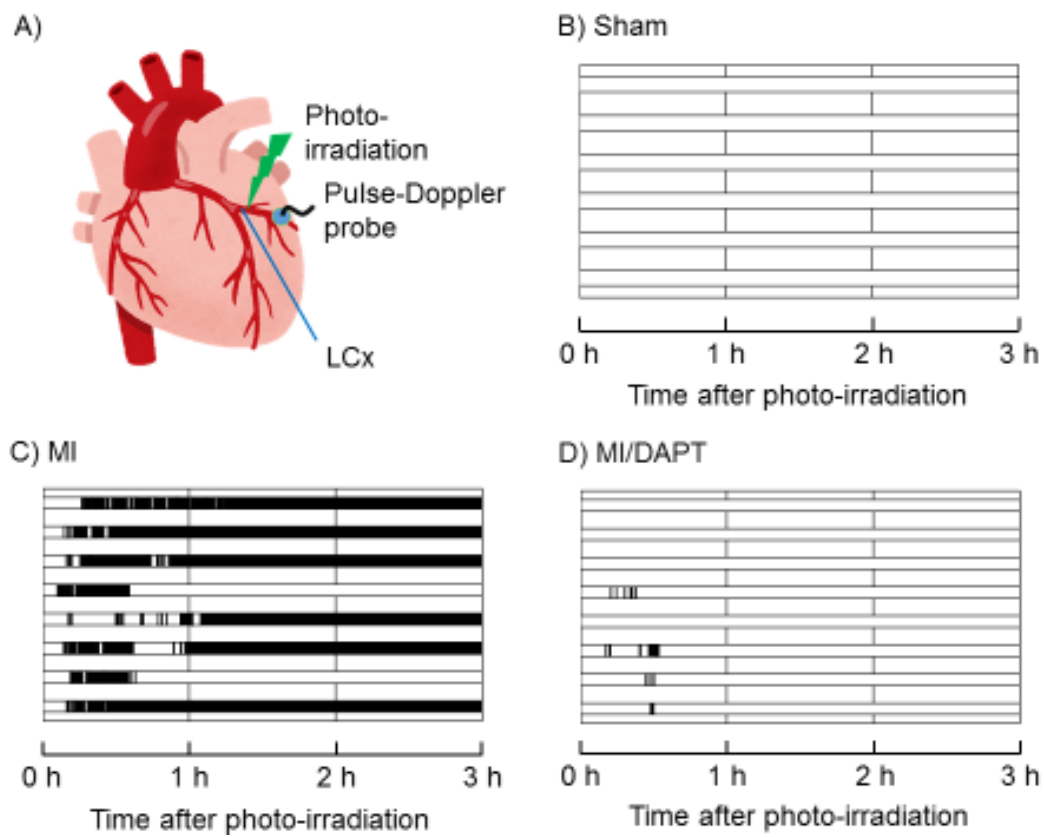 A)
Photo-
irradiation
Pulse-Doppler
probe
LCx
B) Sham
0 h 1 h 2 h 3 h
Time after photo-irradiation
C) MI
0 h 1 h 2 h 3 h
Time after photo-irradiation
D) MI/DAPT
0 h 1 h 2 h 3 h
Time after photo-irradiation